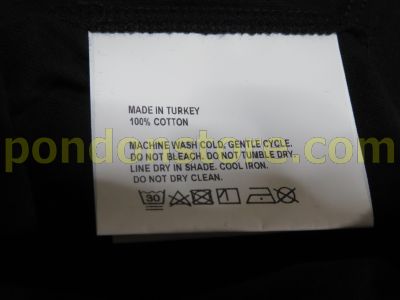 MADE IN TURKEY
100% COTTON
MACHINE WASH COLD, GENTLE CYCLE.
DO NOT BLEACH. DO NOT TUMBLE DRY.
pondonstore.com
LINE DRY IN SHADE. COOL IRON.
DO NOT DRY CLEAN.
30